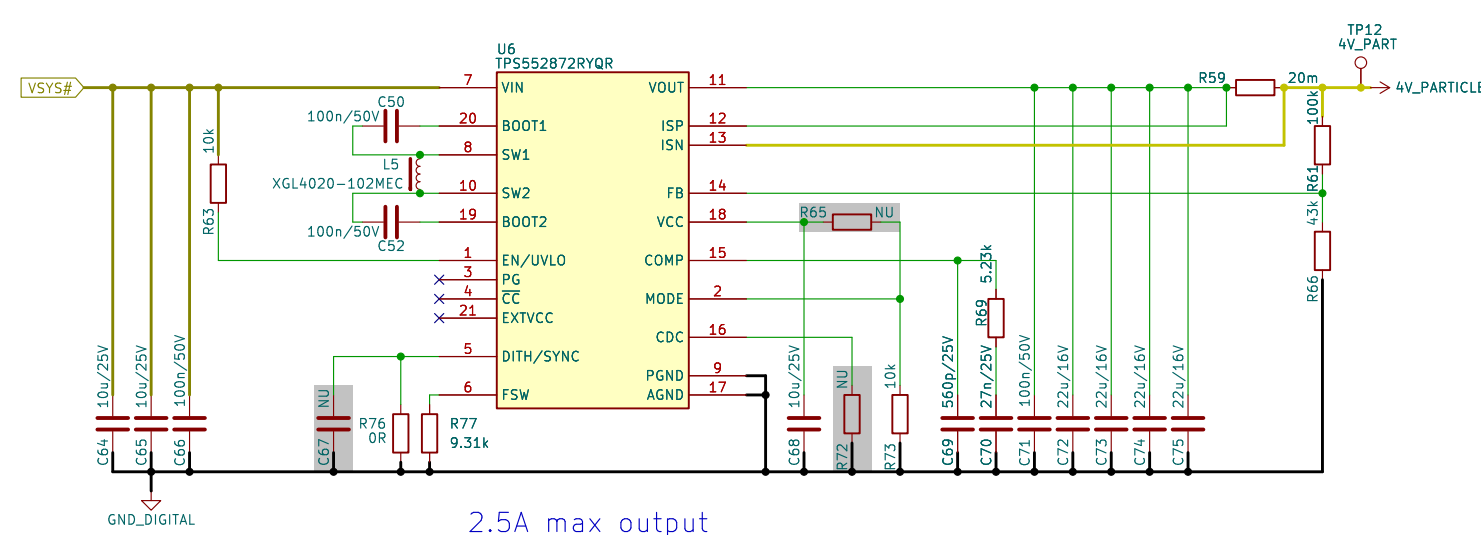 TP12
4V_PART
U6
TPS552872RYQR
VSYS#
7
VIN
VOUT
11
R59
20m
4V_PARTICLE
C50
100n/50V
20
BOOT1
ISP
12
100k
10k
8
SW1
ISN
13
L5
XGL4020-102MEC
R61
10
SW2
FB
14
R63
19
BOOT2
VCC
18
R65
NU
43k
100n/50V
C52
1
EN/UVLO
COMP
15
5.23k
3
PG
R66
4
CC
MODE
2
R69
21
EXTVCC
CDC
16
5
DITH/SYNC
PGND
9
6
FSW
AGND
17
10u/25V
10u/25V
100n/50V
NU
R76
0R
R77
9.31k
10u/25V
NU
10k
560p/25V
27n/25V
100n/50V
22u/16V
22u/16V
22u/16V
22u/16V
C64
C65
C66
C67
C68
R72
R73
C69
C70
C71
C72
C73
C74
C75
GND_DIGITAL
2.5A max output